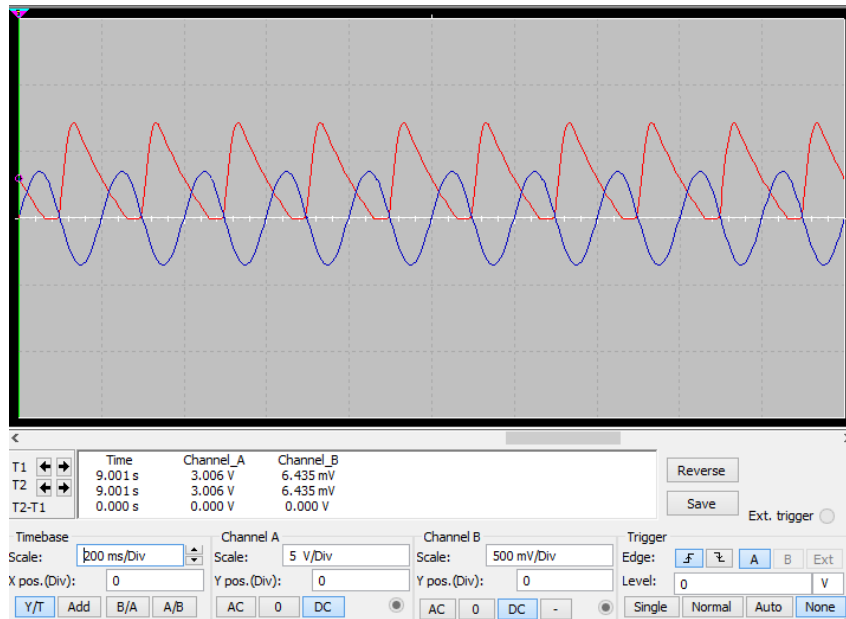 Time Channel_A Channel_B
T1 9.001 s 3.006 V 6.435 mV
T2 9.001 s 3.006 V 6.435 mV
T2-T1 0.000 s 0.000 V 0.000 V
Reverse
Save
Ext. trigger
Timebase
Scale: 200 ms/Div
X pos.(Div): 0
Y/T Add B/A A/B
Channel A
Scale: 5 V/Div
Y pos.(Div): 0
AC 0 DC
Channel B
Scale: 500 mV/Div
Y pos.(Div): 0
AC 0 DC -
Trigger
Edge: A B Ext
Level: 0 V
Single Normal Auto None